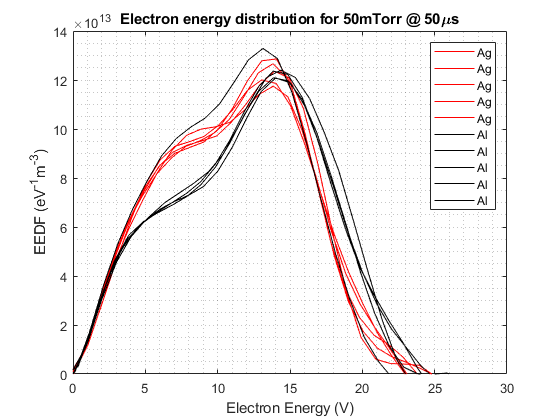 Electron energy distribution for 50mTorr @ 50μs
×10^13
14
12
10
8
6
4
2
0
0 5 10 15 20 25 30
EEDF (eV^-1m^-3)
Electron Energy (V)
Ag
Ag
Ag
Ag
Ag
Al
Al
Al
Al
Al